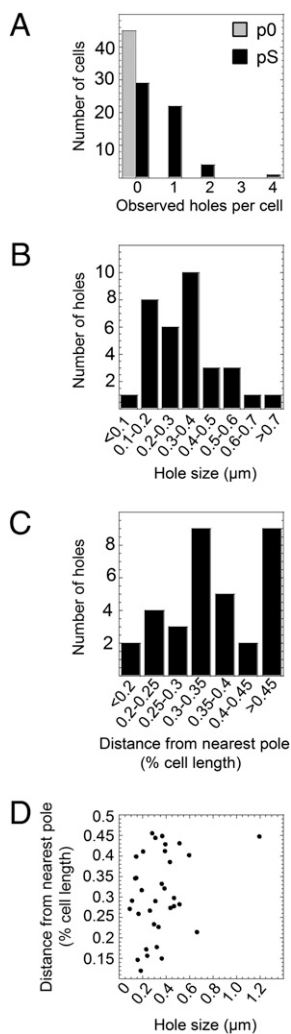 A
p0
pS
Number of cells
40
30
20
10
0 1 2 3 4
Observed holes per cell
B
Number of holes
10
8
6
4
2
<0.1 0.1-0.2 0.2-0.3 0.3-0.4 0.4-0.5 0.5-0.6 0.6-0.7 >0.7
Hole size (µm)
C
Number of holes
8
6
4
2
<0.2 0.2-0.25 0.25-0.3 0.3-0.35 0.35-0.4 0.4-0.45 >0.45
Distance from nearest pole
(% cell length)
D
Distance from nearest pole
(% cell length)
0.5
0.45
0.4
0.35
0.3
0.25
0.2
0.15
0 0.2 0.4 0.6 0.8 1.0 1.2
Hole size (µm)